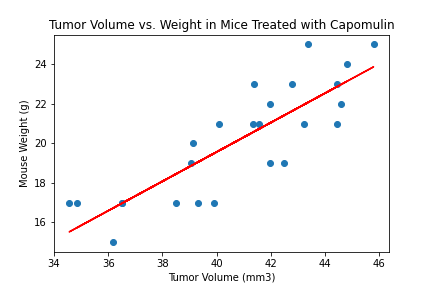 Tumor Volume vs. Weight in Mice Treated with Capomulin
24
22
20
18
16
Mouse Weight (g)
34 36 38 40 42 44 46
Tumor Volume (mm3)